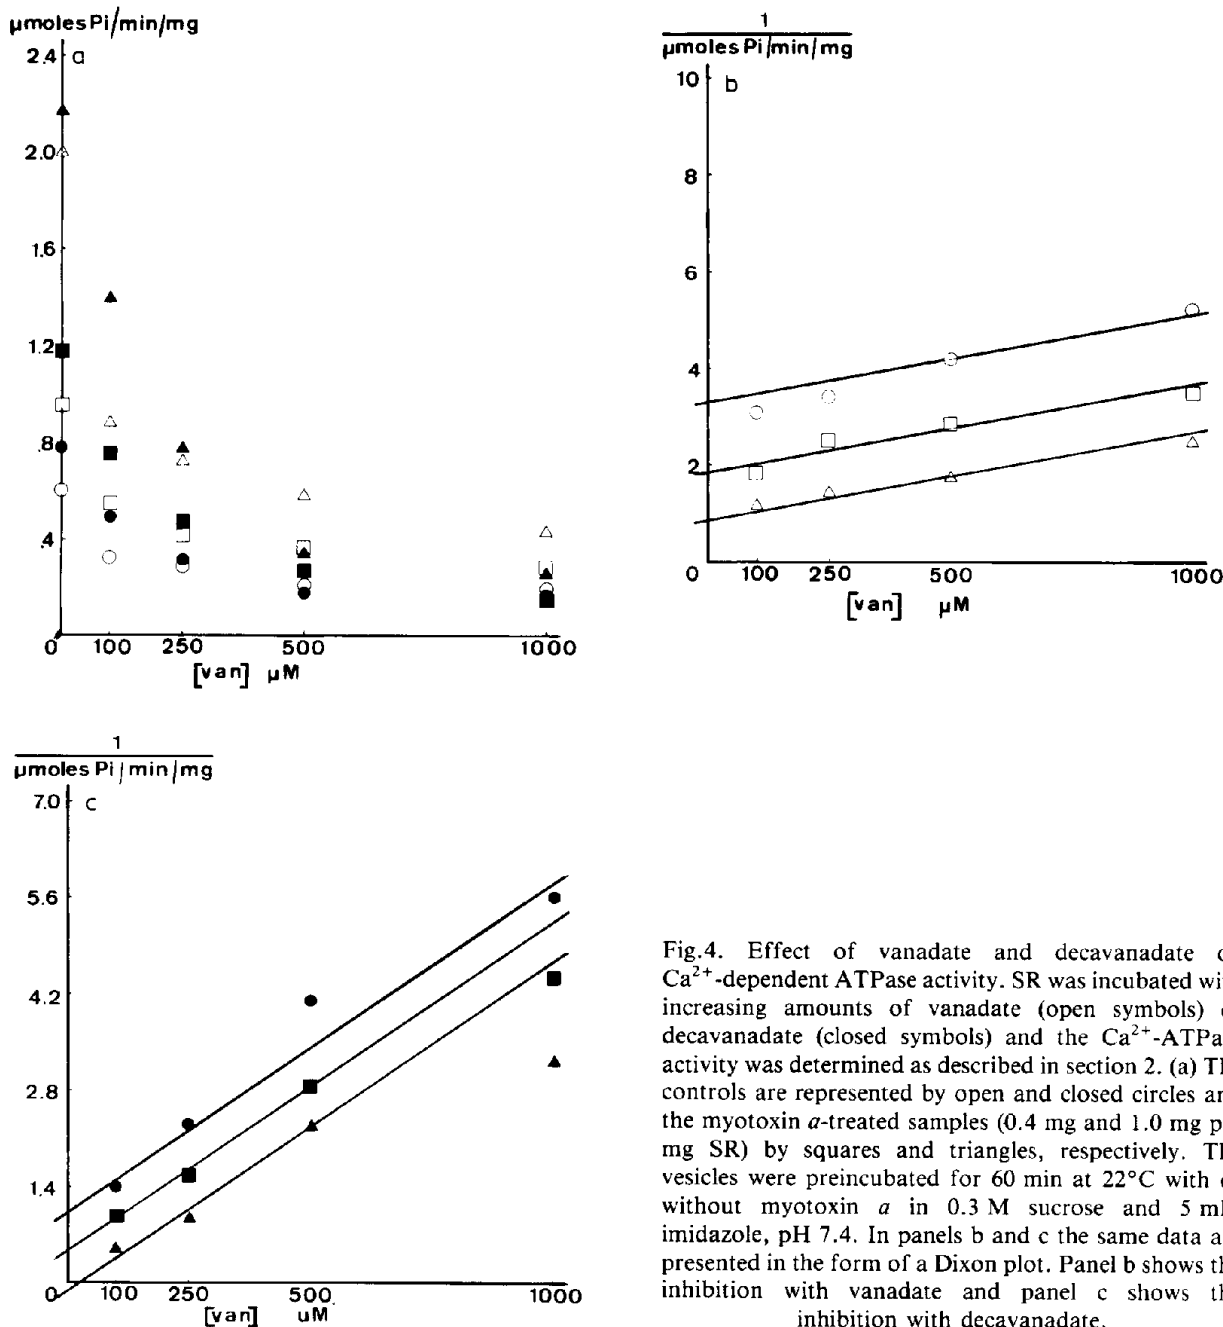 μmoles Pi/min/mg
2.4
a
2.0
1.6
1.2
.8
.4
0 100 250 500 1000
[van] μM
1
μmoles Pi/min/mg
10
b
8
6
4
2
0 100 250 500 1000
[van] μM
1
μmoles Pi/min/mg
7.0
c
5.6
4.2
2.8
1.4
0 100 250 500 1000
[van] uM
Fig.4. Effect of vanadate and decavanadate
Ca²⁺-dependent ATPase activity. SR was incubated
increasing amounts of vanadate (open symbols)
decavanadate (closed symbols) and the
activity was determined as described in section 2. (a)
controls are represented by open and closed circles
the myotoxin a-treated samples (0.4 mg and 1.0 mg
mg SR) by squares and triangles, respectively.
vesicles were preincubated for 60 min at 22°C with
without myotoxin a in 0.3 M sucrose and 5
imidazole, pH 7.4. In panels b and c the same data
presented in the form of a Dixon plot. Panel b shows
inhibition with vanadate and panel c shows
inhibition with decavanadate.